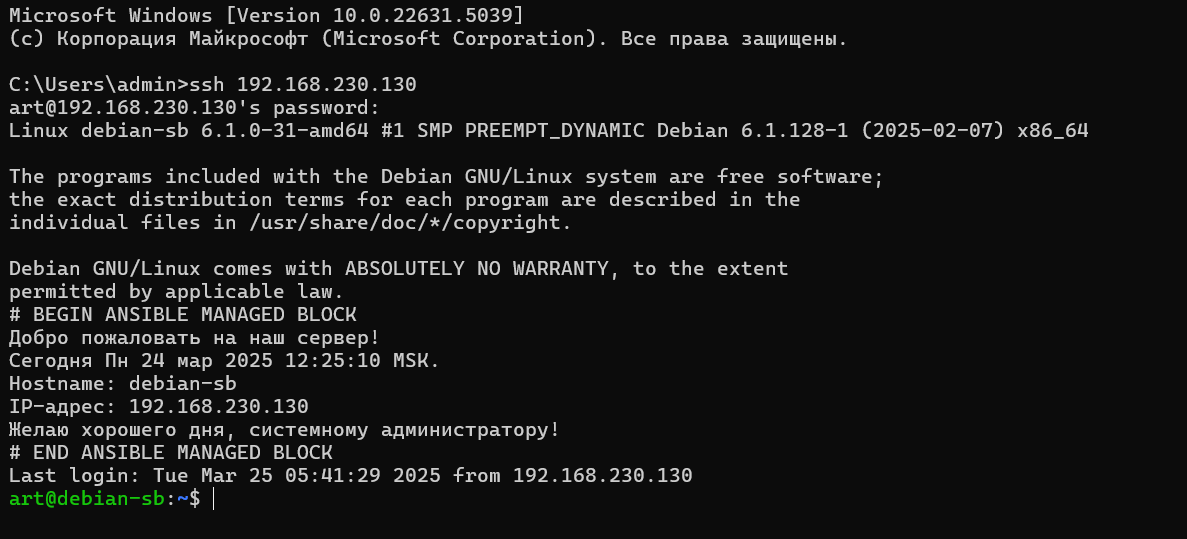 Microsoft Windows [Version 10.0.22631.5039]
(c) Корпорация Майкрософт (Microsoft Corporation). Все права защищены.
C:\Users\admin>ssh 192.168.230.130
art@192.168.230.130's password:
Linux debian-sb 6.1.0-31-amd64 #1 SMP PREEMPT_DYNAMIC Debian 6.1.128-1 (2025-02-07) x86_64
The programs included with the Debian GNU/Linux system are free software;
the exact distribution terms for each program are described in the
individual files in /usr/share/doc/*/copyright.
Debian GNU/Linux comes with ABSOLUTELY NO WARRANTY, to the extent
permitted by applicable law.
# BEGIN ANSIBLE MANAGED BLOCK
Добро пожаловать на наш сервер!
Сегодня Пн 24 мар 2025 12:25:10 MSK.
Hostname: debian-sb
IP-адрес: 192.168.230.130
Желаю хорошего дня, системному администратору!
# END ANSIBLE MANAGED BLOCK
Last login: Tue Mar 25 05:41:29 2025 from 192.168.230.130
art@debian-sb:~$